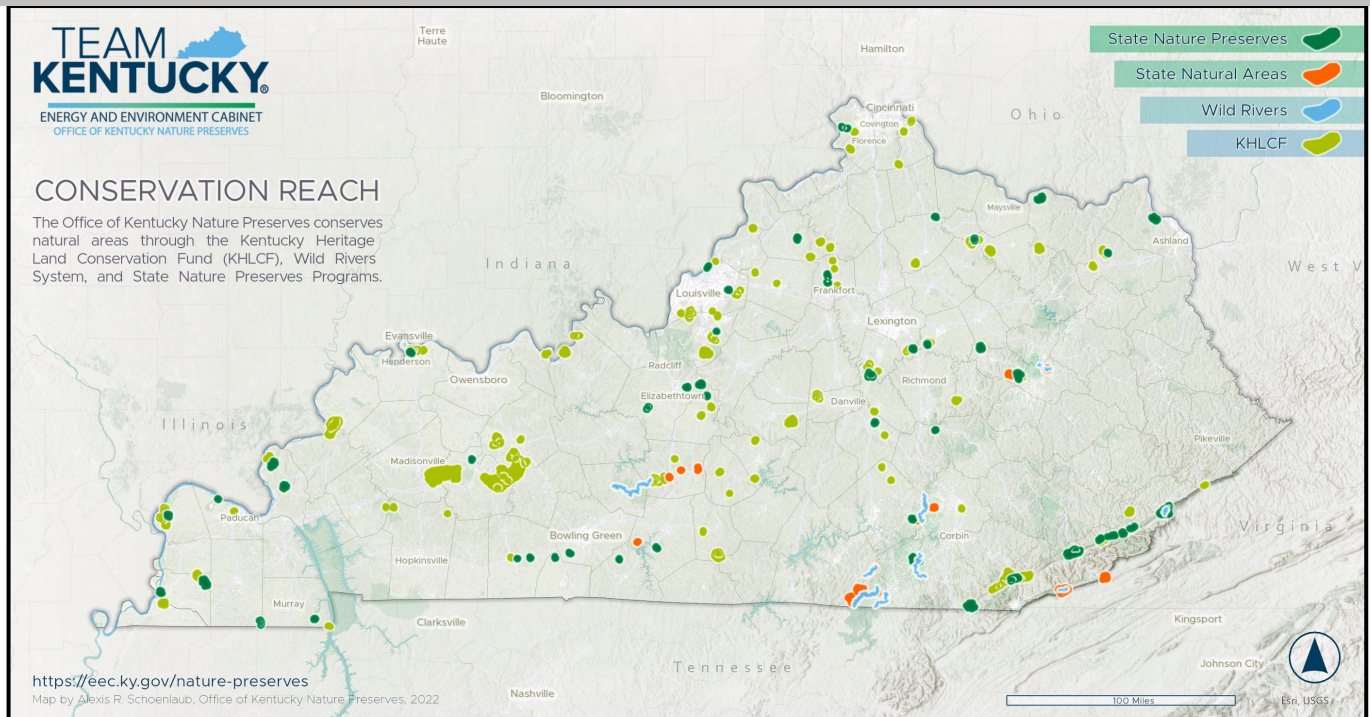 TEAM
KENTUCKY®
ENERGY AND ENVIRONMENT CABINET
OFFICE OF KENTUCKY NATURE PRESERVES
CONSERVATION REACH
The Office of Kentucky Nature Preserves conserves
natural areas through the Kentucky Heritage
Land Conservation Fund (KHLCF), Wild Rivers
System, and State Nature Preserves Programs.
State Nature Preserves
State Natural Areas
Wild Rivers
KHLCF
Terre
Haute
Hamilton
Bloomington
Cincinnati
Ohio
Covington
Florence
Maysville
Ashland
Indiana
West V
Louisville
Frankfort
Lexington
Evansville
Henderson
Radcliff
Owensboro
Richmond
Elizabethtown
Danville
Illinois
Pikeville
Madisonville
Paducah
Virginia
Bowling Green
Corbin
Hopkinsville
Murray
Clarksville
Kingsport
Tennessee
Johnson City
Nashville
https://eec.ky.gov/nature-preserves
Map by Alexis R. Schoenlaub, Office of Kentucky Nature Preserves, 2022
100 Miles
Esri, USGS